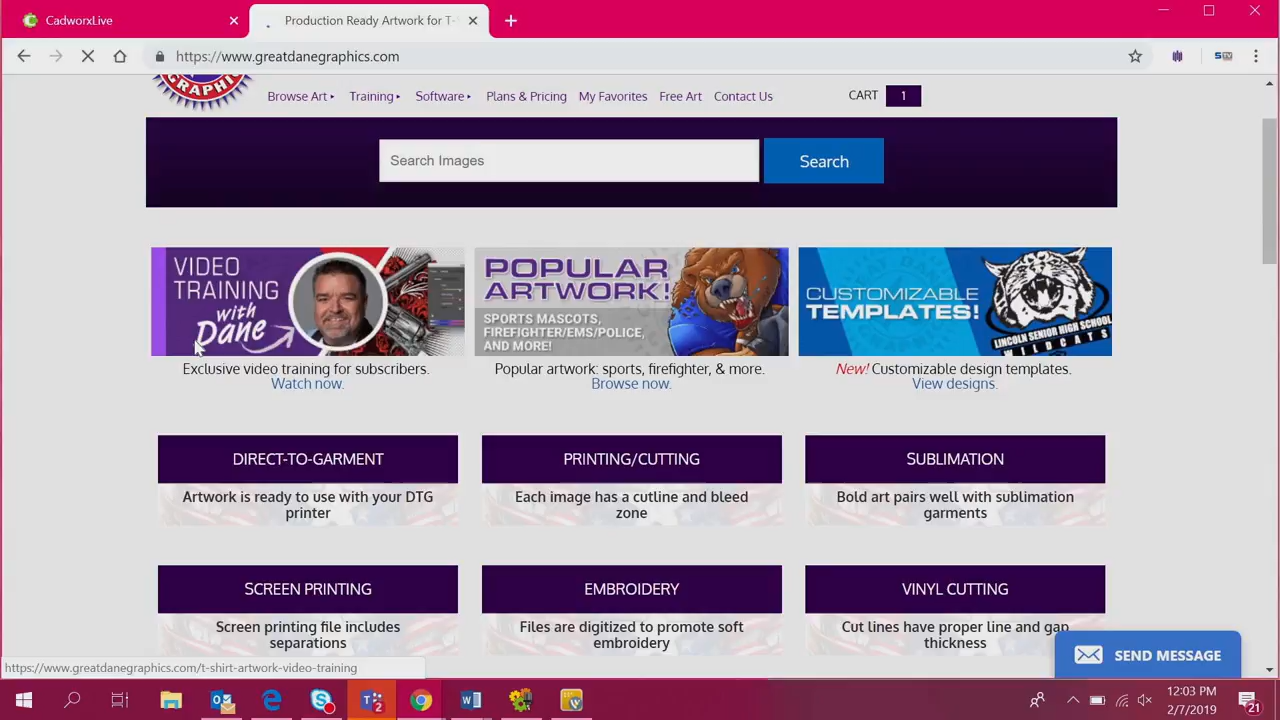 CadworxLive
Production Ready Artwork for T-
https://www.greatdanegraphics.com
GRAPHICS
Browse Art
Training
Software
Plans & Pricing
My Favorites
Free Art
Contact Us
CART
1
Search Images
Search
VIDEO
TRAINING
with
Dane
POPULAR
ARTWORK!
SPORTS MASCOTS,
FIREFIGHTER/EMS/POLICE,
AND MORE!
CUSTOMIZABLE
TEMPLATES!
LINCOLN SENIOR HIGH SCHOOL
WILDCATS
Exclusive video training for subscribers.
Watch now.
Popular artwork: sports, firefighter, & more.
Browse now.
New! Customizable design templates.
View designs.
DIRECT-TO-GARMENT
Artwork is ready to use with your DTG
printer
PRINTING/CUTTING
Each image has a cutline and bleed
zone
SUBLIMATION
Bold art pairs well with sublimation
garments
SCREEN PRINTING
Screen printing file includes
separations
EMBROIDERY
Files are digitized to promote soft
embroidery
VINYL CUTTING
Cut lines have proper line and gap
thickness
SEND MESSAGE
https://www.greatdanegraphics.com/t-shirt-artwork-video-training
12:03 PM
2/7/2019
21